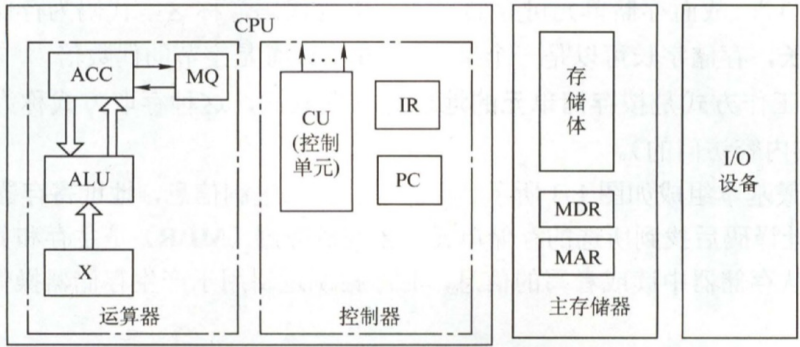 CPU
ACC
MQ
ALU
X
运算器
…
CU
(控制
单元)
IR
PC
控制器
存
储
体
MDR
MAR
主存储器
I/O
设备